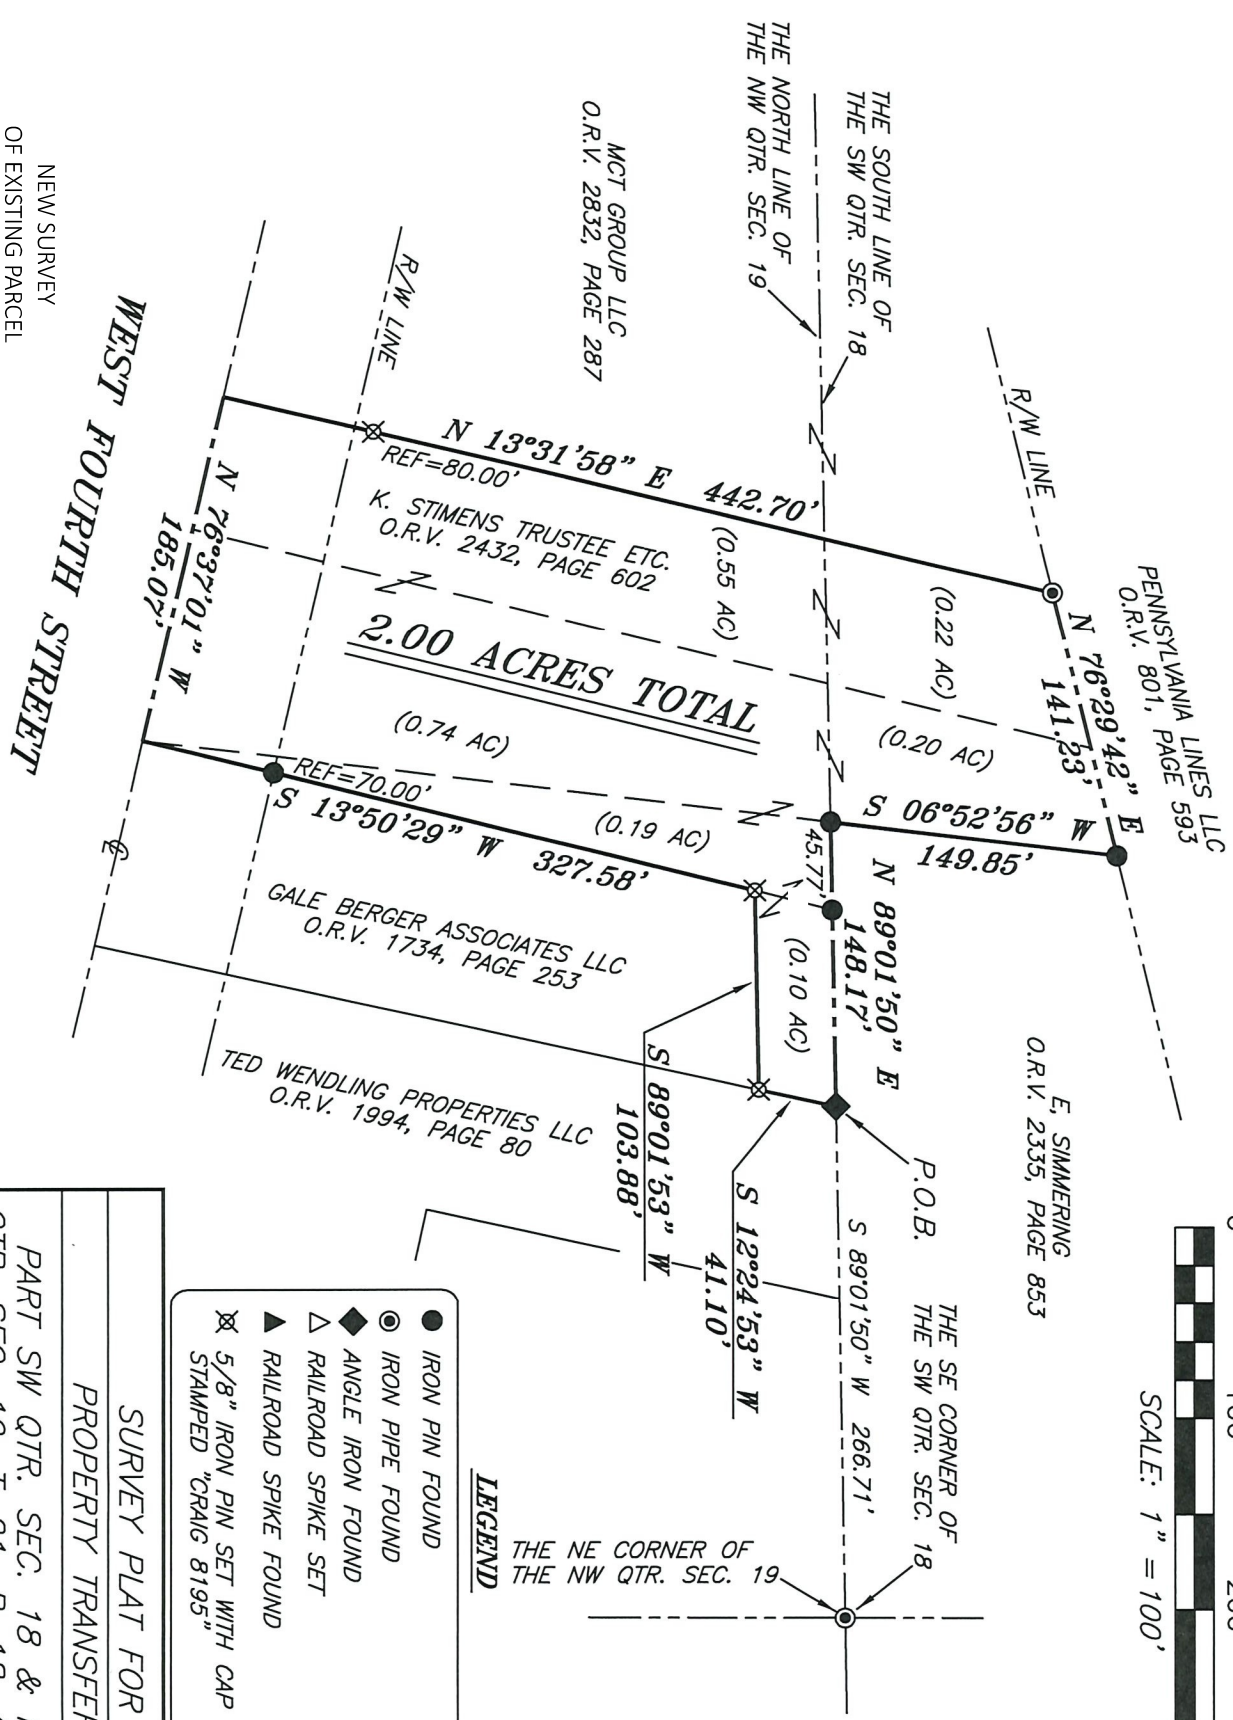 THE NORTH LINE OF
THE NW QTR. SEC. 19
THE SOUTH LINE OF
THE SW QTR. SEC. 18
R/W LINE
PENNSYLVANIA LINES LLC
O.R.V. 801, PAGE 593
N 76°29'42" E
141.23'
MCT GROUP LLC
O.R.V. 2832, PAGE 287
R/W LINE
N 13°31'58" E 442.70'
REF=80.00'
K. STIMENS TRUSTEE ETC.
O.R.V. 2432, PAGE 602
(0.55 AC)
(0.22 AC)
(0.20 AC)
2.00 ACRES TOTAL
(0.74 AC)
(0.19 AC)
S 06°52'56" W
149.85'
45.77'
N 89°01'50" E
148.17'
(0.10 AC)
REF=70.00'
S 13°50'29" W 327.58'
N 76°37'01" W
185.07'
WEST FOURTH STREET
NEW SURVEY
OF EXISTING PARCEL
GALE BERGER ASSOCIATES LLC
O.R.V. 1734, PAGE 253
TED WENDLING PROPERTIES LLC
O.R.V. 1994, PAGE 80
S 89°01'53" W
103.88'
S 12°24'53" W
41.10'
P.O.B.
E, SIMMERING
O.R.V. 2335, PAGE 853
S 89°01'50" W 266.71'
THE SE CORNER OF
THE SW QTR. SEC. 18
THE NE CORNER OF
THE NW QTR. SEC. 19
SCALE: 1" = 100'
LEGEND
IRON PIN FOUND
IRON PIPE FOUND
ANGLE IRON FOUND
RAILROAD SPIKE SET
RAILROAD SPIKE FOUND
5/8" IRON PIN SET WITH CAP
STAMPED "CRAIG 8195"
SURVEY PLAT FOR
PROPERTY TRANSFER
PART SW QTR. SEC. 18 &